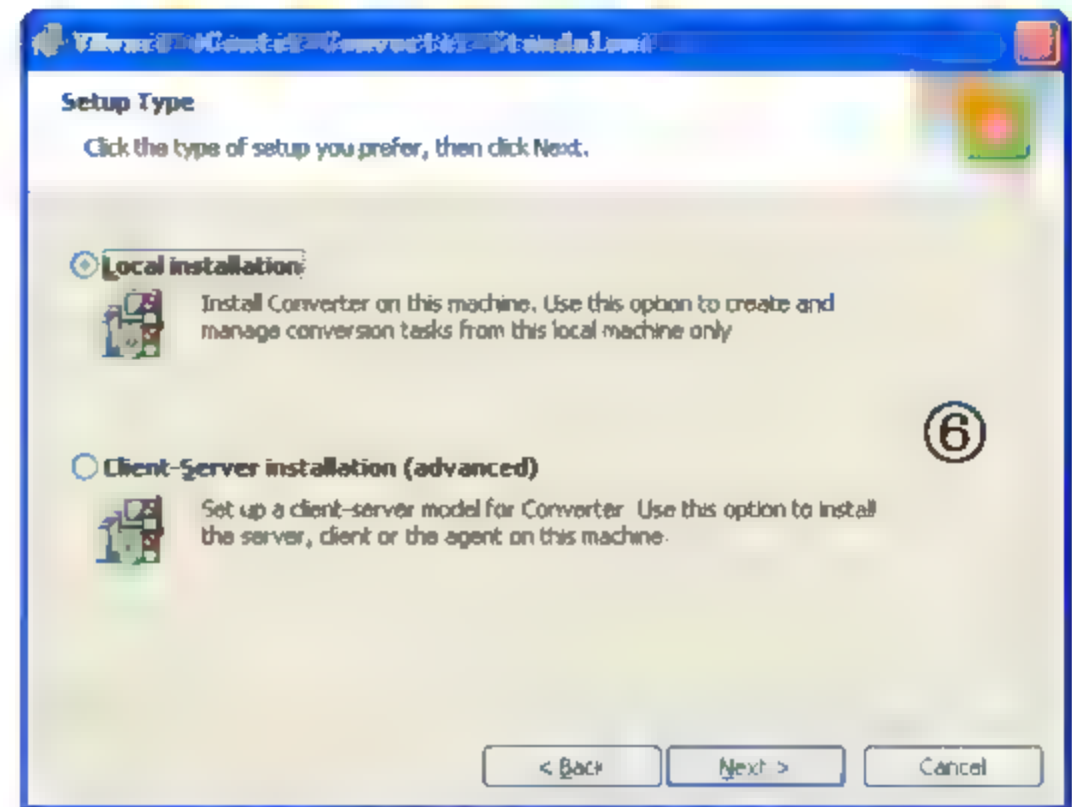 Setup Type
Click the type of setup you prefer, then click Next.
Local installation
Install Converter on this machine. Use this option to create and
manage conversion tasks from this local machine only
⑥
Client-Server installation (advanced)
Set up a client-server model for Converter Use this option to install
the server, client or the agent on this machine.
< Back Next > Cancel